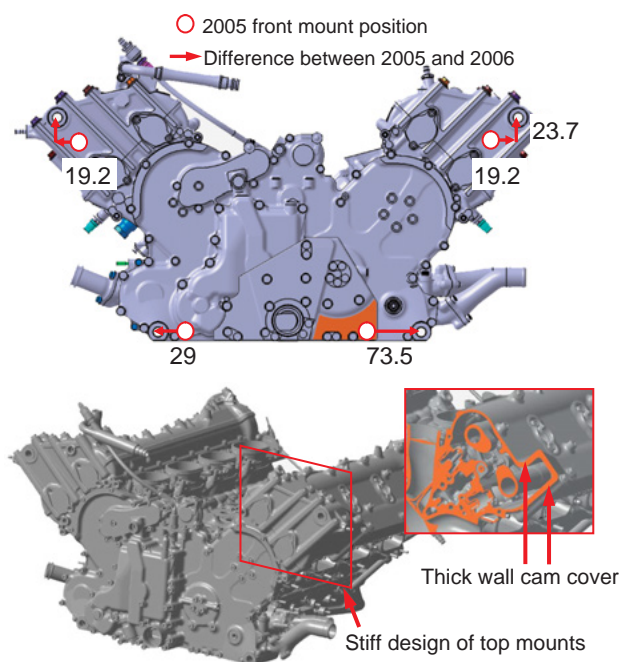 2005 front mount position
Difference between 2005 and 2006
23.7
19.2
19.2
29
73.5
Thick wall cam cover
Stiff design of top mounts